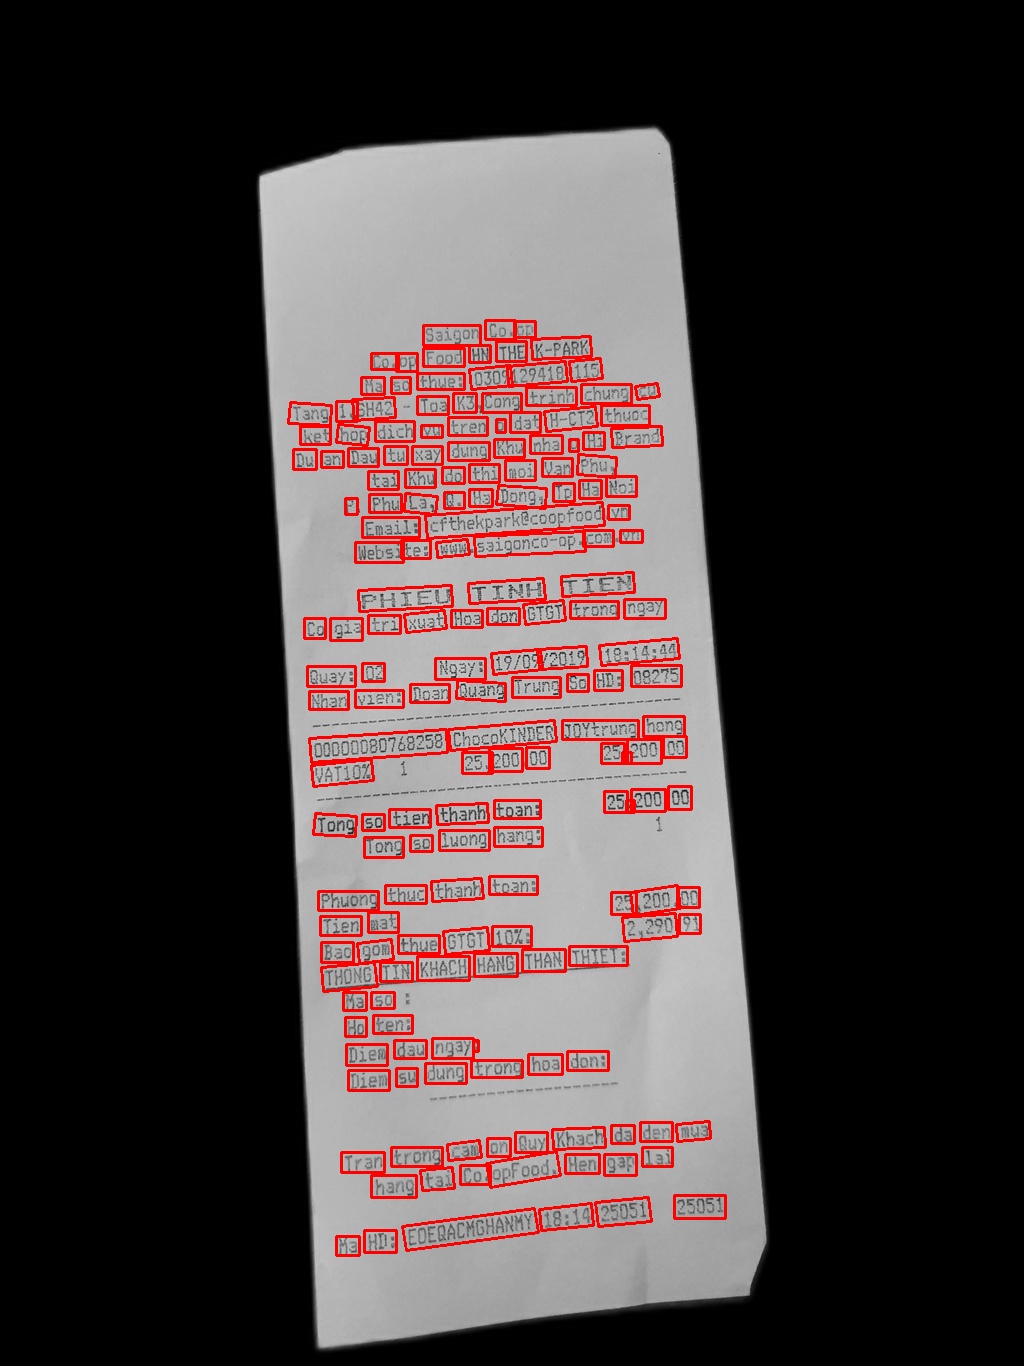 Saigon Co.op
Co.op Food HN THE K-PARK
Ma so thue: 0309129418 115
Tang 1,SH42 - Toa K3,Cong trinh chung cu
ket hop dich vu tren o dat H-CT2 thuoc
Du an Dau tu xay dung Khu nha o Hi Brand
tai Khu do thi moi Van Phu,
P. Phu La, Q. Ha Dong, Tp Ha Noi
Email: cfthekpark@coopfood.vn
Website: www.saigonco-op.com.vn
PHIEU TINH TIEN
Co gia tri xuat Hoa don GTGT trong ngay
Quay: 02 Ngay: 19/09/2019 18:14:44
Nhan vien: Doan Quang Trung So HD: 08275
00000080768258 ChocoKINDER JOYtrung hong
VAT10% 1 25,200.00 25,200.00
Tong so tien thanh toan: 25,200.00
Tong so luong hang: 1
Phuong thuc thanh toan:
Tien mat 25,200.00
Bao gom thue GTGT 10%: 2,290.91
THONG TIN KHACH HANG THAN THIET:
Ma so :
Ho ten:
Diem dau ngay:
Diem su dung trong hoa don:
Tran trong cam on Quy Khach da den mua
hang tai Co.opFood. Hen gap lai
Ma HD: EOEQACMGHANMY 18:14 25051 25051